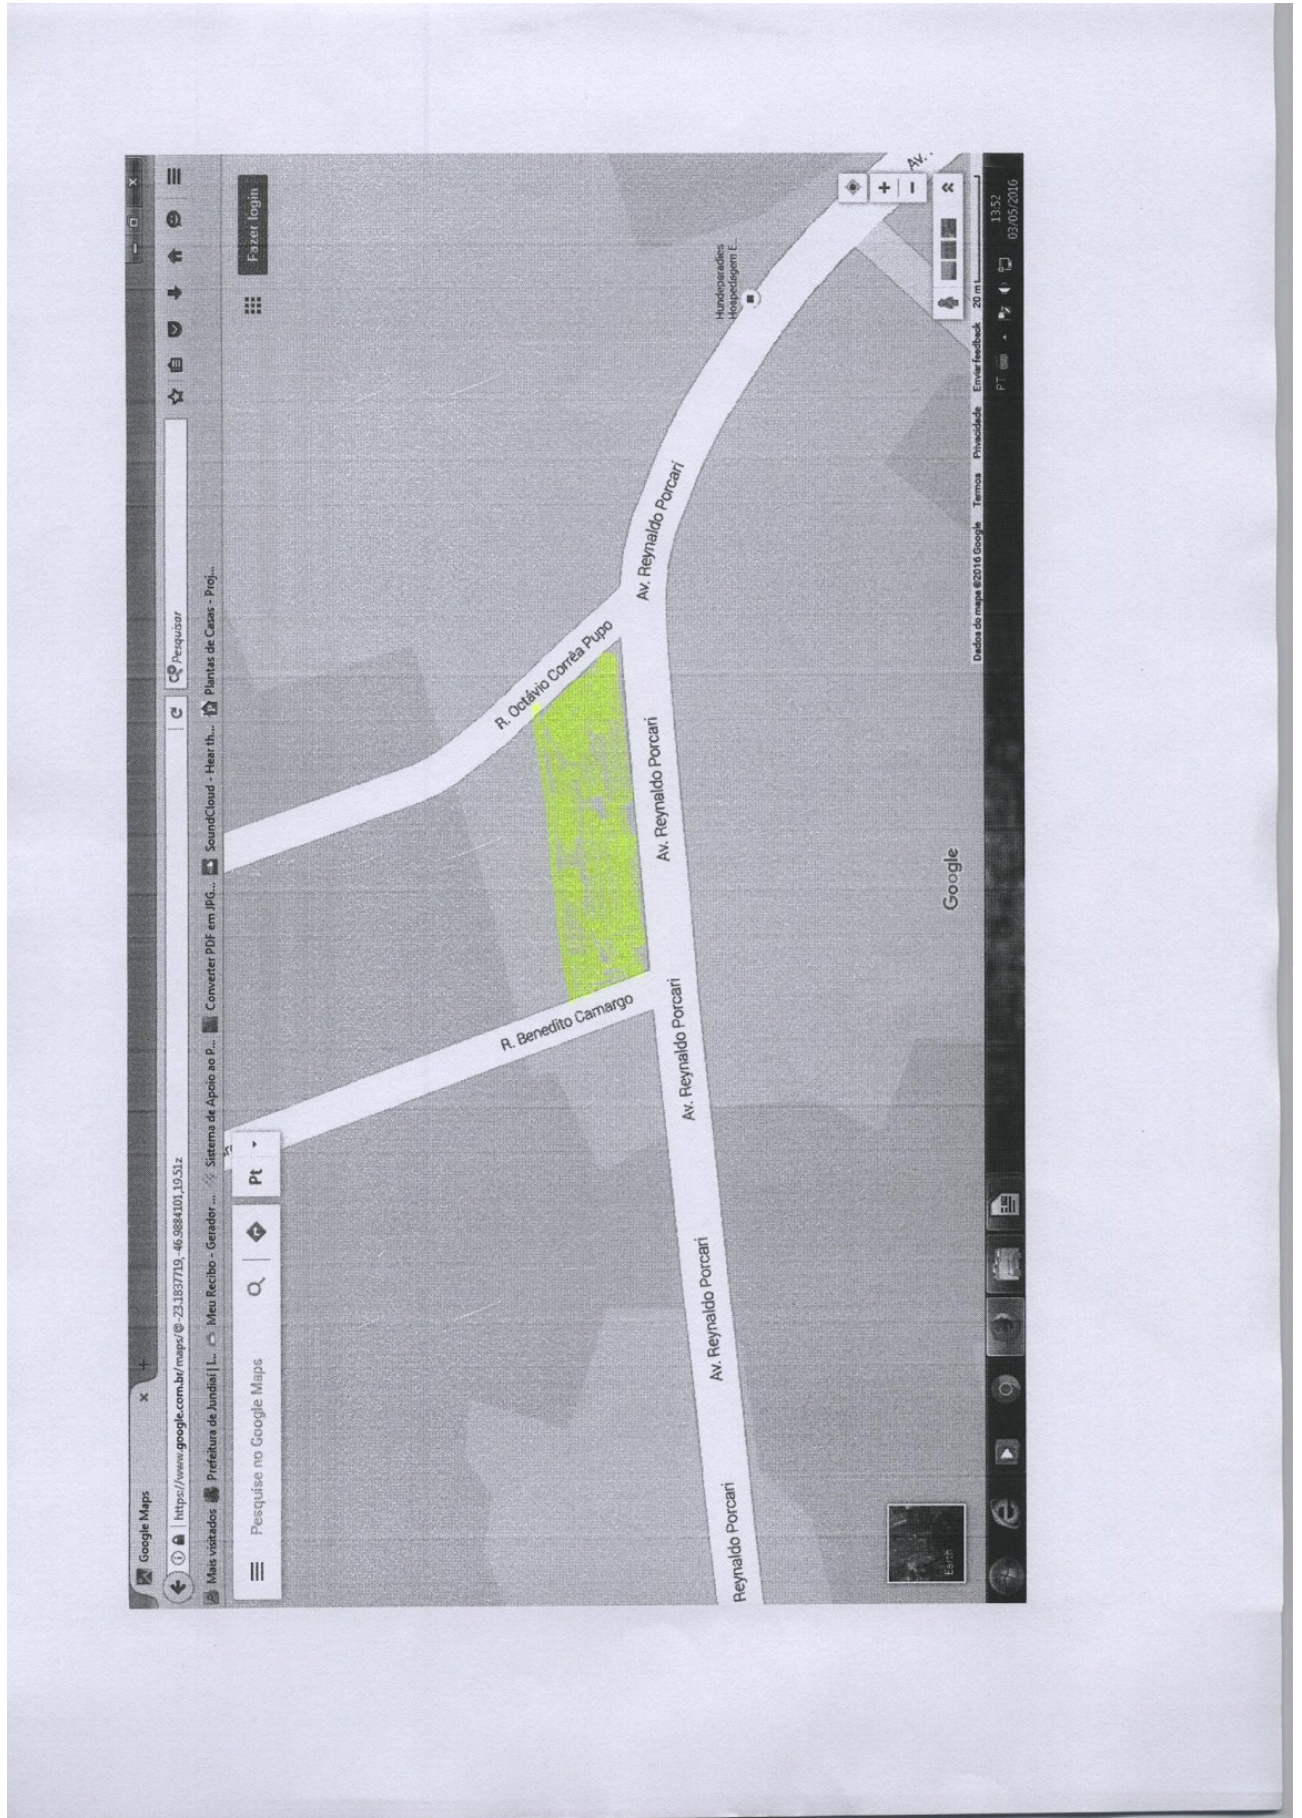 Google Maps
https://www.google.com.br/maps/@-23.1837719,-46.9884101,19.51z
Pesquisar
Mais visitados
Prefeitura de Jundiaí | I...
Meu Recibo - Gerador ...
Sistema de Apoio ao P...
Converter PDF em JPG...
SoundCloud - Hear th...
Plantas de Casas - Proj...
Pesquise no Google Maps
Pt
Fazer login
R. Benedito Camargo
R. Octávio Corrêa Pupo
Reynaldo Porcari
Av. Reynaldo Porcari
Av. Reynaldo Porcari
Av. Reynaldo Porcari
Av. Reynaldo Porcari
Av.
Hundeparadies
Hospedagem E...
Earth
Google
Dados do mapa ©2016 Google Termos Privacidade Enviar feedback 20 m
PT
13:52
03/05/2016